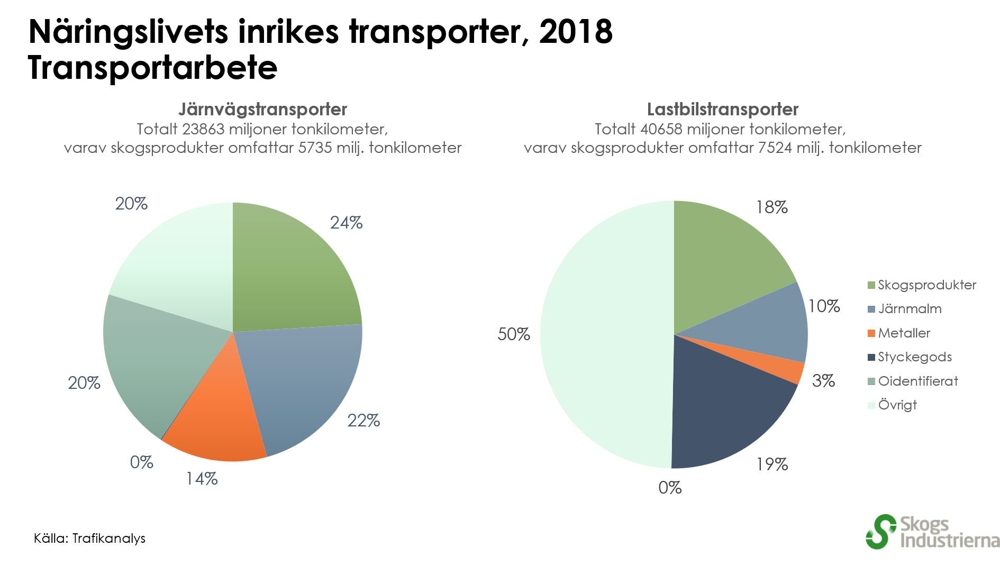 Näringslivets inrikes transporter, 2018
Transportarbete
Järnvägstransporter
Totalt 23863 miljoner tonkilometer,
varav skogsprodukter omfattar 5735 milj. tonkilometer
20%
24%
20%
22%
0%
14%
Lastbilstransporter
Totalt 40658 miljoner tonkilometer,
varav skogsprodukter omfattar 7524 milj. tonkilometer
18%
10%
50%
3%
19%
0%
Skogsprodukter
Järnmalm
Metaller
Styckegods
Oidentifierat
Övrigt
Källa: Trafikanalys
Skogs
Industrierna